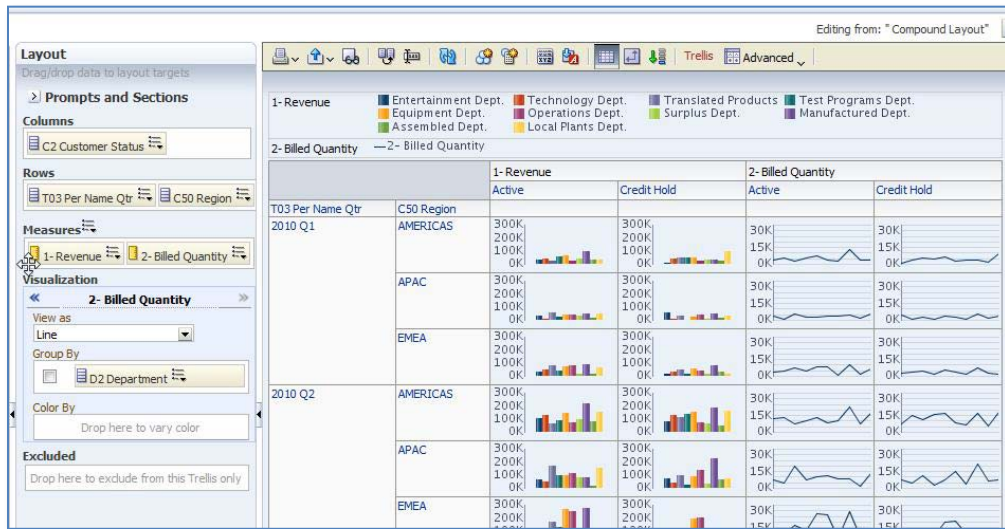 Editing from: "Compound Layout"
Layout
Drag/drop data to layout targets
Prompts and Sections
Columns
C2 Customer Status
Rows
T03 Per Name Qtr C50 Region
Measures
1- Revenue 2- Billed Quantity
Visualization
2- Billed Quantity
View as
Line
Group By
D2 Department
Color By
Drop here to vary color
Excluded
Drop here to exclude from this Trellis only
Trellis Advanced
1- Revenue Entertainment Dept. Technology Dept. Translated Products Test Programs Dept.
Equipment Dept. Operations Dept. Surplus Dept. Manufactured Dept.
Assembled Dept. Local Plants Dept.
2- Billed Quantity 2- Billed Quantity
1- Revenue 2- Billed Quantity
Active Credit Hold Active Credit Hold
T03 Per Name Qtr C50 Region
2010 Q1 AMERICAS 300K 300K 30K 30K
200K 200K
100K 100K 15K 15K
0K 0K 0K 0K
APAC 300K 300K 30K 30K
200K 200K
100K 100K 15K 15K
0K 0K 0K 0K
EMEA 300K 300K 30K 30K
200K 200K
100K 100K 15K 15K
0K 0K 0K 0K
2010 Q2 AMERICAS 300K 300K 30K 30K
200K 200K
100K 100K 15K 15K
0K 0K 0K 0K
APAC 300K 300K 30K 30K
200K 200K
100K 100K 15K 15K
0K 0K 0K 0K
EMEA 300K 300K 30K 30K
200K 200K